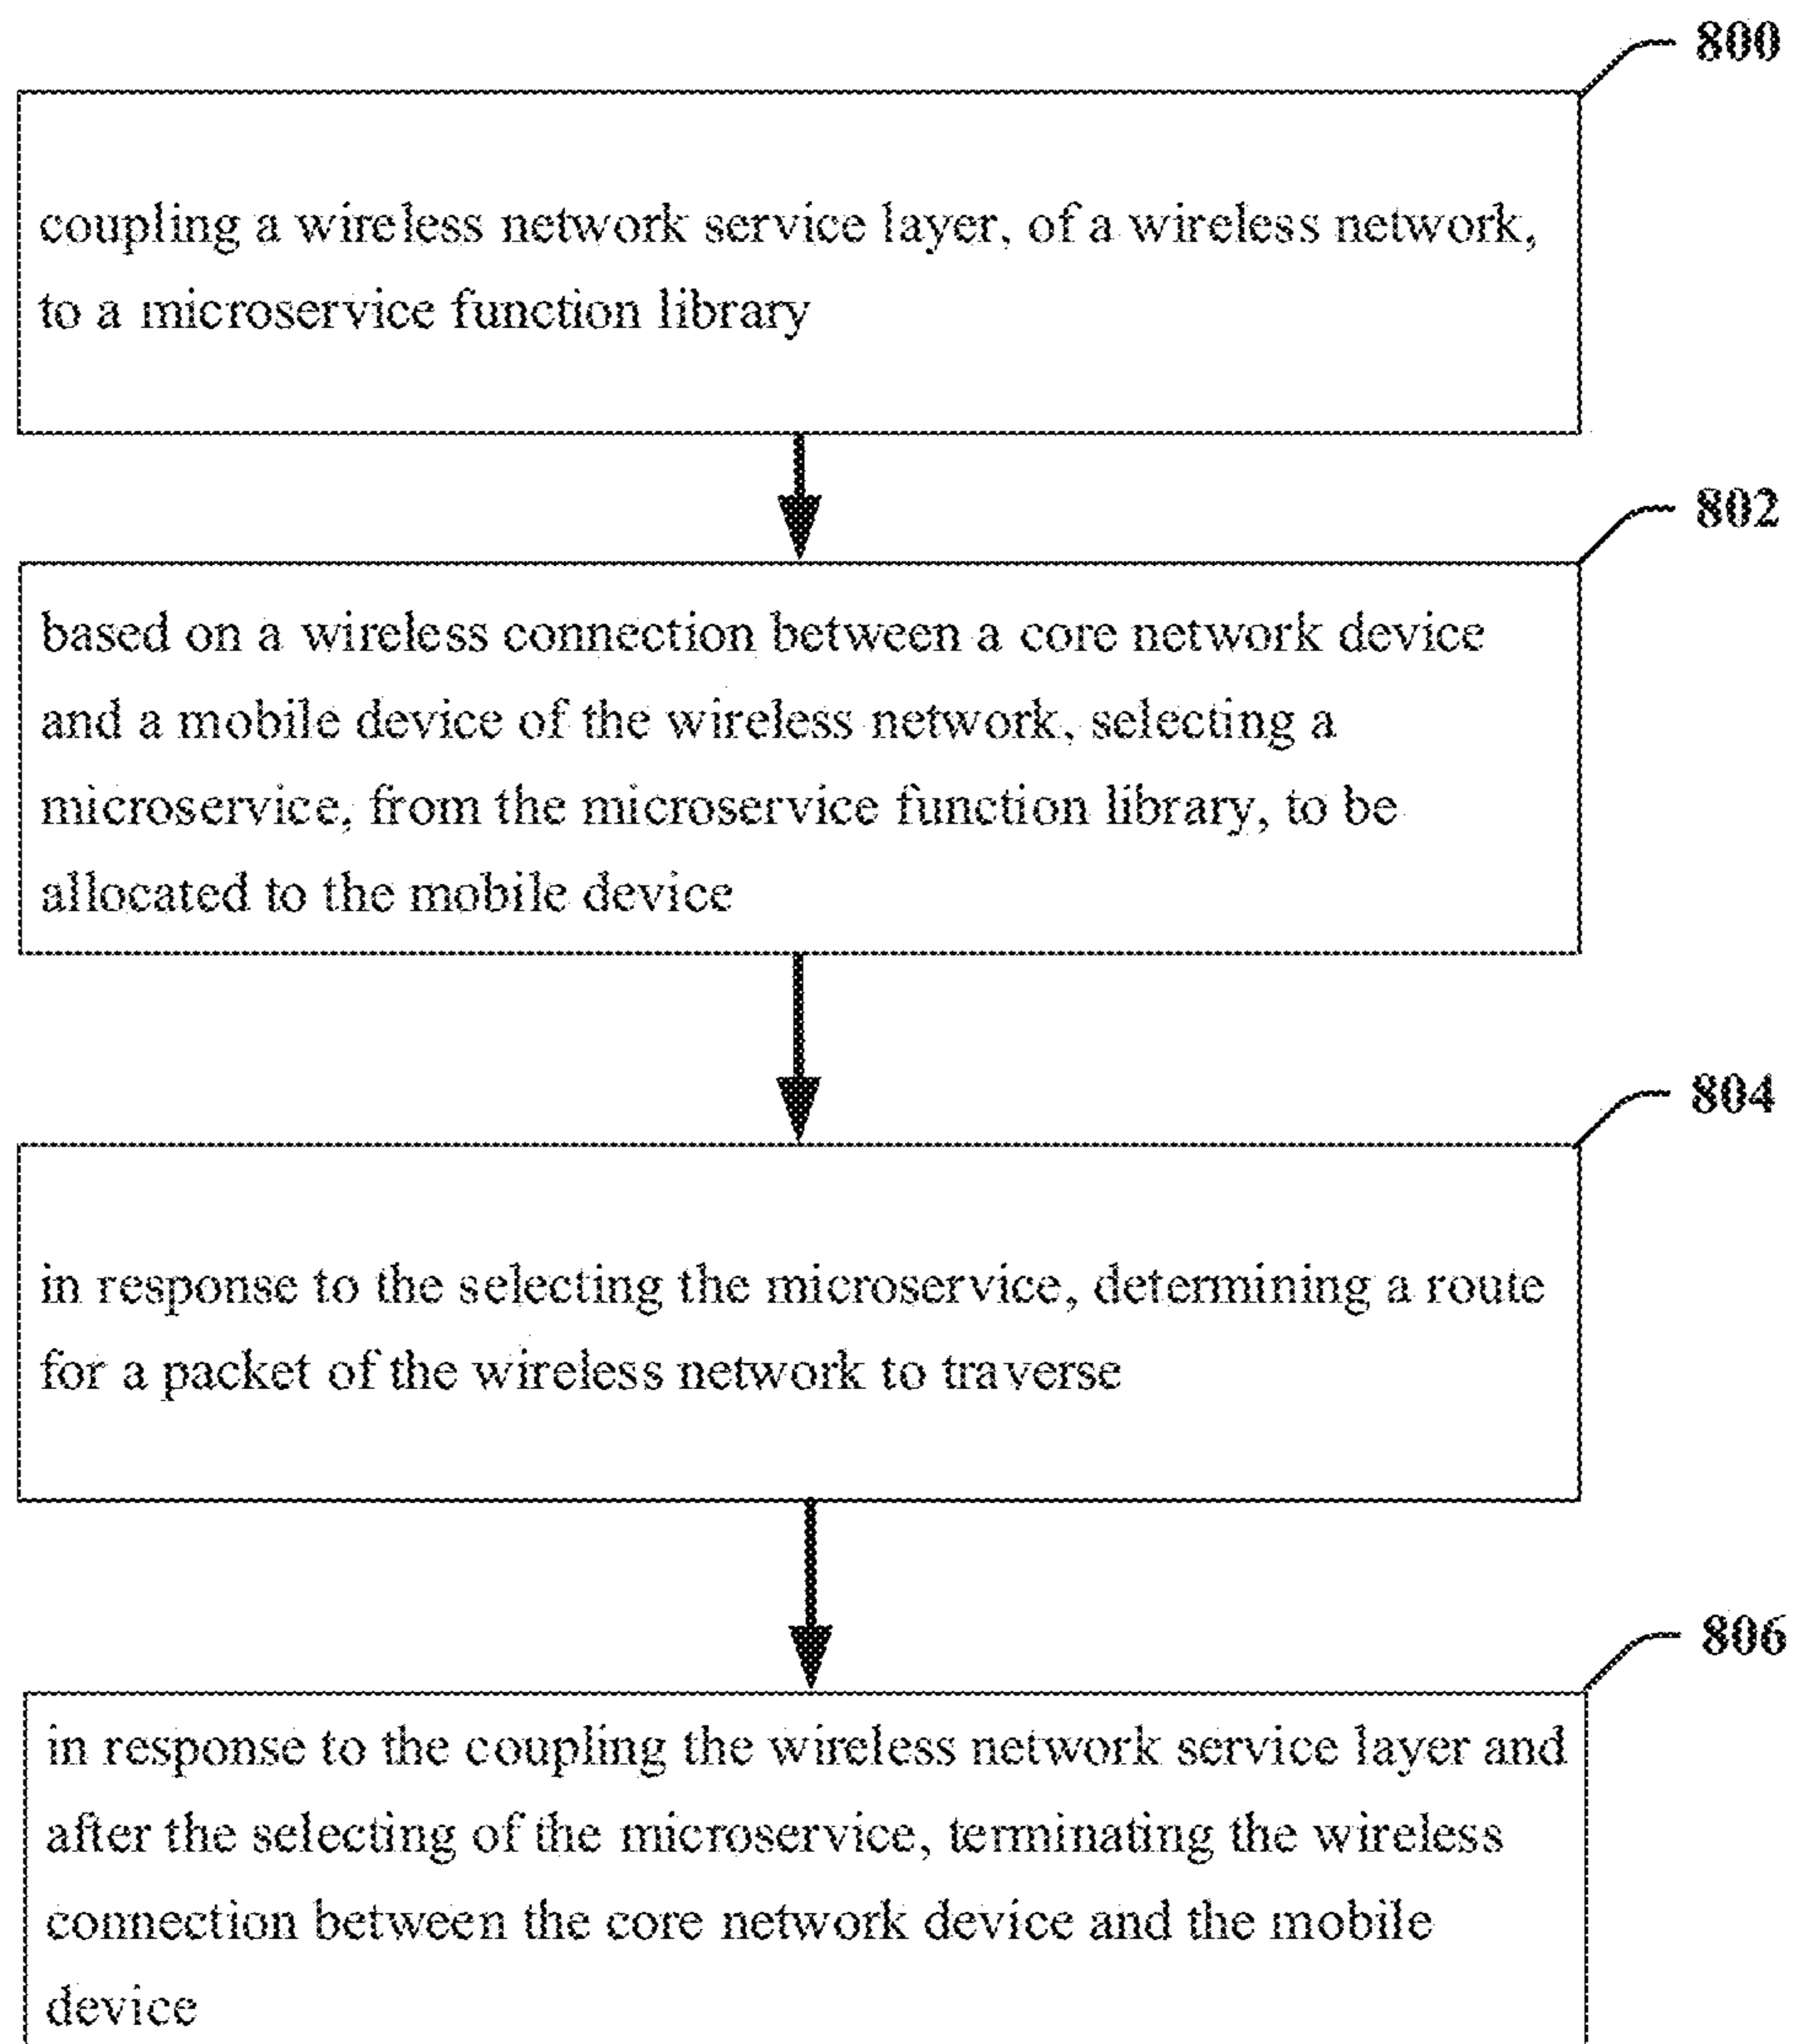 800
coupling a wireless network service layer, of a wireless network,
to a microservice function library
802
based on a wireless connection between a core network device
and a mobile device of the wireless network, selecting a
microservice, from the microservice function library, to be
allocated to the mobile device
804
in response to the selecting the microservice, determining a route
for a packet of the wireless network to traverse
806
in response to the coupling the wireless network service layer and
after the selecting of the microservice, terminating the wireless
connection between the core network device and the mobile
device